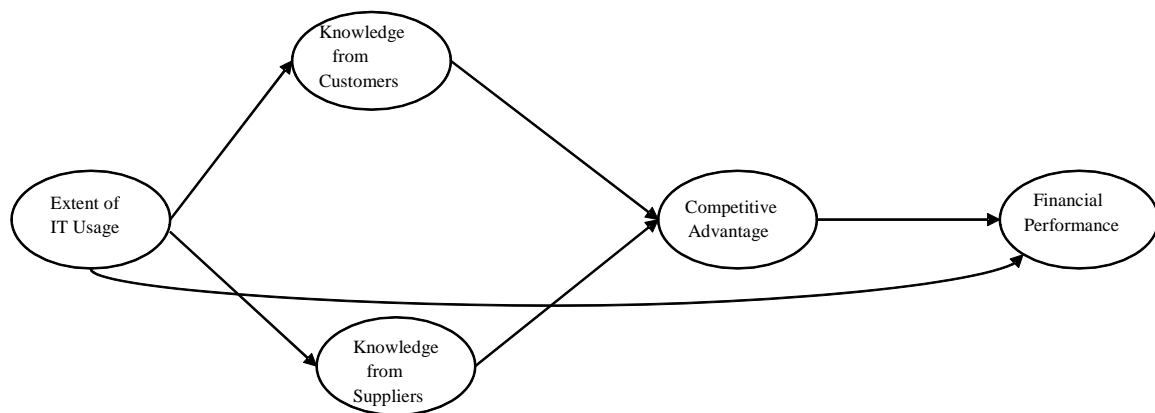 Knowledge
from
Customers
Extent of
IT Usage
Competitive
Advantage
Financial
Performance
Knowledge
from
Suppliers